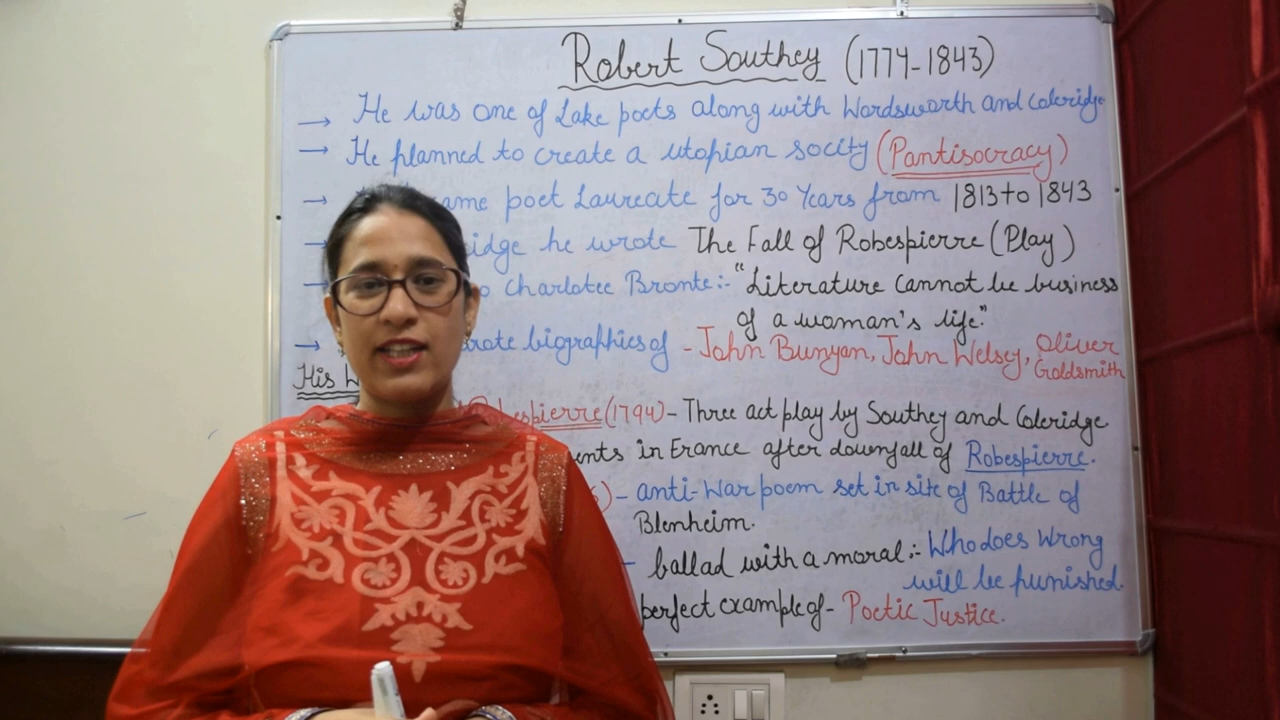 Robert Southey (1774-1843)
→ He was one of Lake poets along with Wordsworth and Coleridge
→ He planned to create a utopian socity (Pantisocracy)
→ ame poet Laureate for 30 Years from 1813 to 1843
→ idge he wrote The Fall of Robespierre (Play)
→ o Charlotee Bronte:- "Literature cannot be business
of a woman's life."
→ rote biographies of - John Bunyan, John Welsey, Oliver
Goldsmith
His W
Robespierre (1794) - Three act play by Southey and Coleridge
ents in France after downfall of Robespierre.
6) - anti-War poem set in site of Battle of
Blenheim.
- ballad with a moral:- Who does Wrong
will be punished.
perfect example of - Poetic Justice.